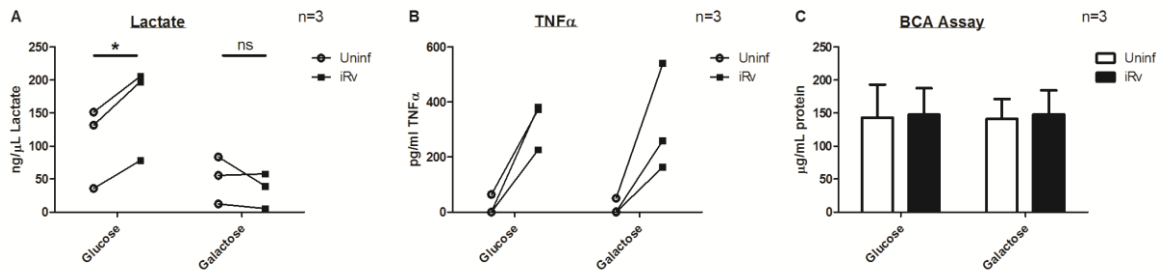 A
Lactate
n=3
ng/μL Lactate
250
200
150
100
50
0
*
ns
Uninf
iRv
Glucose
Galactose
B
TNFα
n=3
pg/ml TNFα
600
400
200
0
Uninf
iRv
Glucose
Galactose
C
BCA Assay
n=3
μg/mL protein
250
200
150
100
50
0
Uninf
iRv
Glucose
Galactose